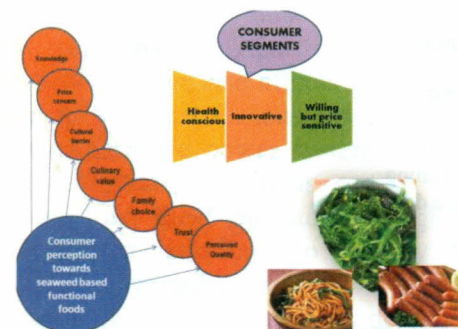 CONSUMER
SEGMENTS
Knowledge
Price
concern
Cultural
barrier
Culinary
value
Family
choice
Trust
Perceived
Quality
Consumer
perception
towards
seaweed based
functional
foods
Health
conscious
Innovative
Willing
but price
sensitive